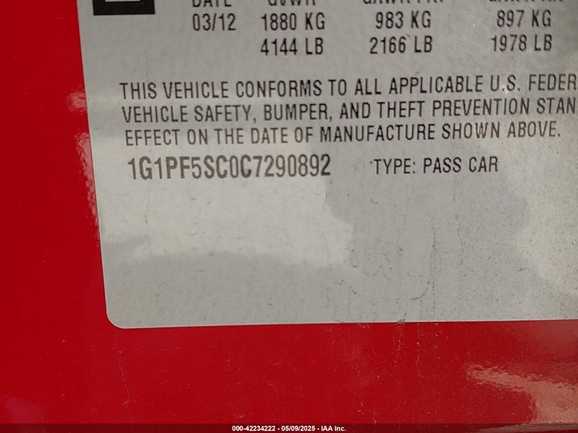 DATE GVWR
03/12 1880 KG 983 KG 897 KG
4144 LB 2166 LB 1978 LB
THIS VEHICLE CONFORMS TO ALL APPLICABLE U.S. FEDER
VEHICLE SAFETY, BUMPER, AND THEFT PREVENTION STAN
EFFECT ON THE DATE OF MANUFACTURE SHOWN ABOVE.
1G1PF5SC0C7290892 TYPE: PASS CAR
000-42234222 - 05/09/2025 - IAA Inc.